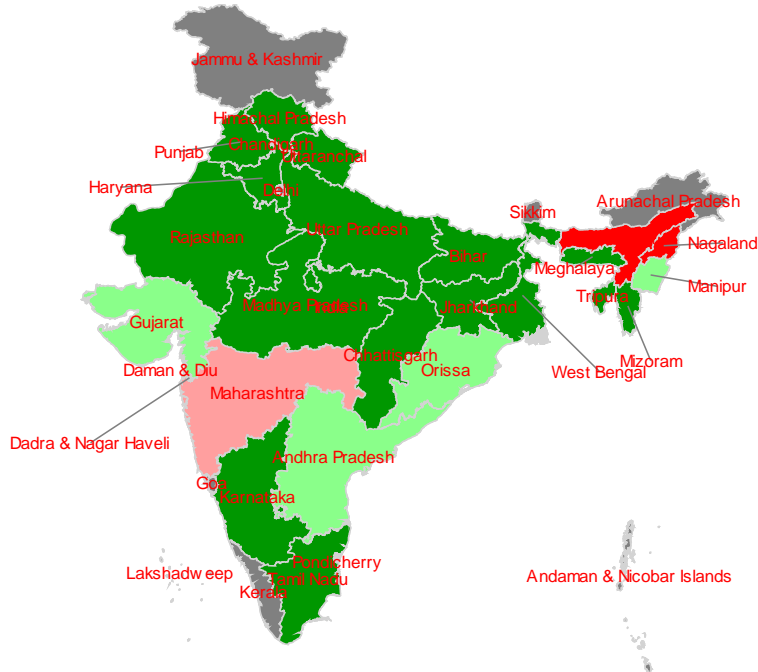 Jammu & Kashmir
Himachal Pradesh
Punjab
Chandigarh
Uttaranchal
Haryana
Delhi
Arunachal Pradesh
Sikkim
Rajasthan
Uttar Pradesh
Nagaland
Bihar
Meghalaya
Manipur
Tripura
Madhya Pradesh
India
Jharkhand
Gujarat
Chhattisgarh
Mizoram
Daman & Diu
Orissa
West Bengal
Maharashtra
Dadra & Nagar Haveli
Andhra Pradesh
Goa
Karnataka
Pondicherry
Lakshadweep
Tamil Nadu
Andaman & Nicobar Islands
Kerala